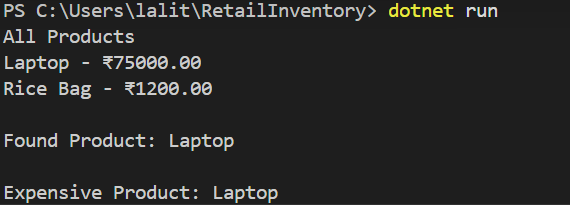 PS C:\Users\lalit\RetailInventory> dotnet run
All Products
Laptop - ₹75000.00
Rice Bag - ₹1200.00
Found Product: Laptop
Expensive Product: Laptop